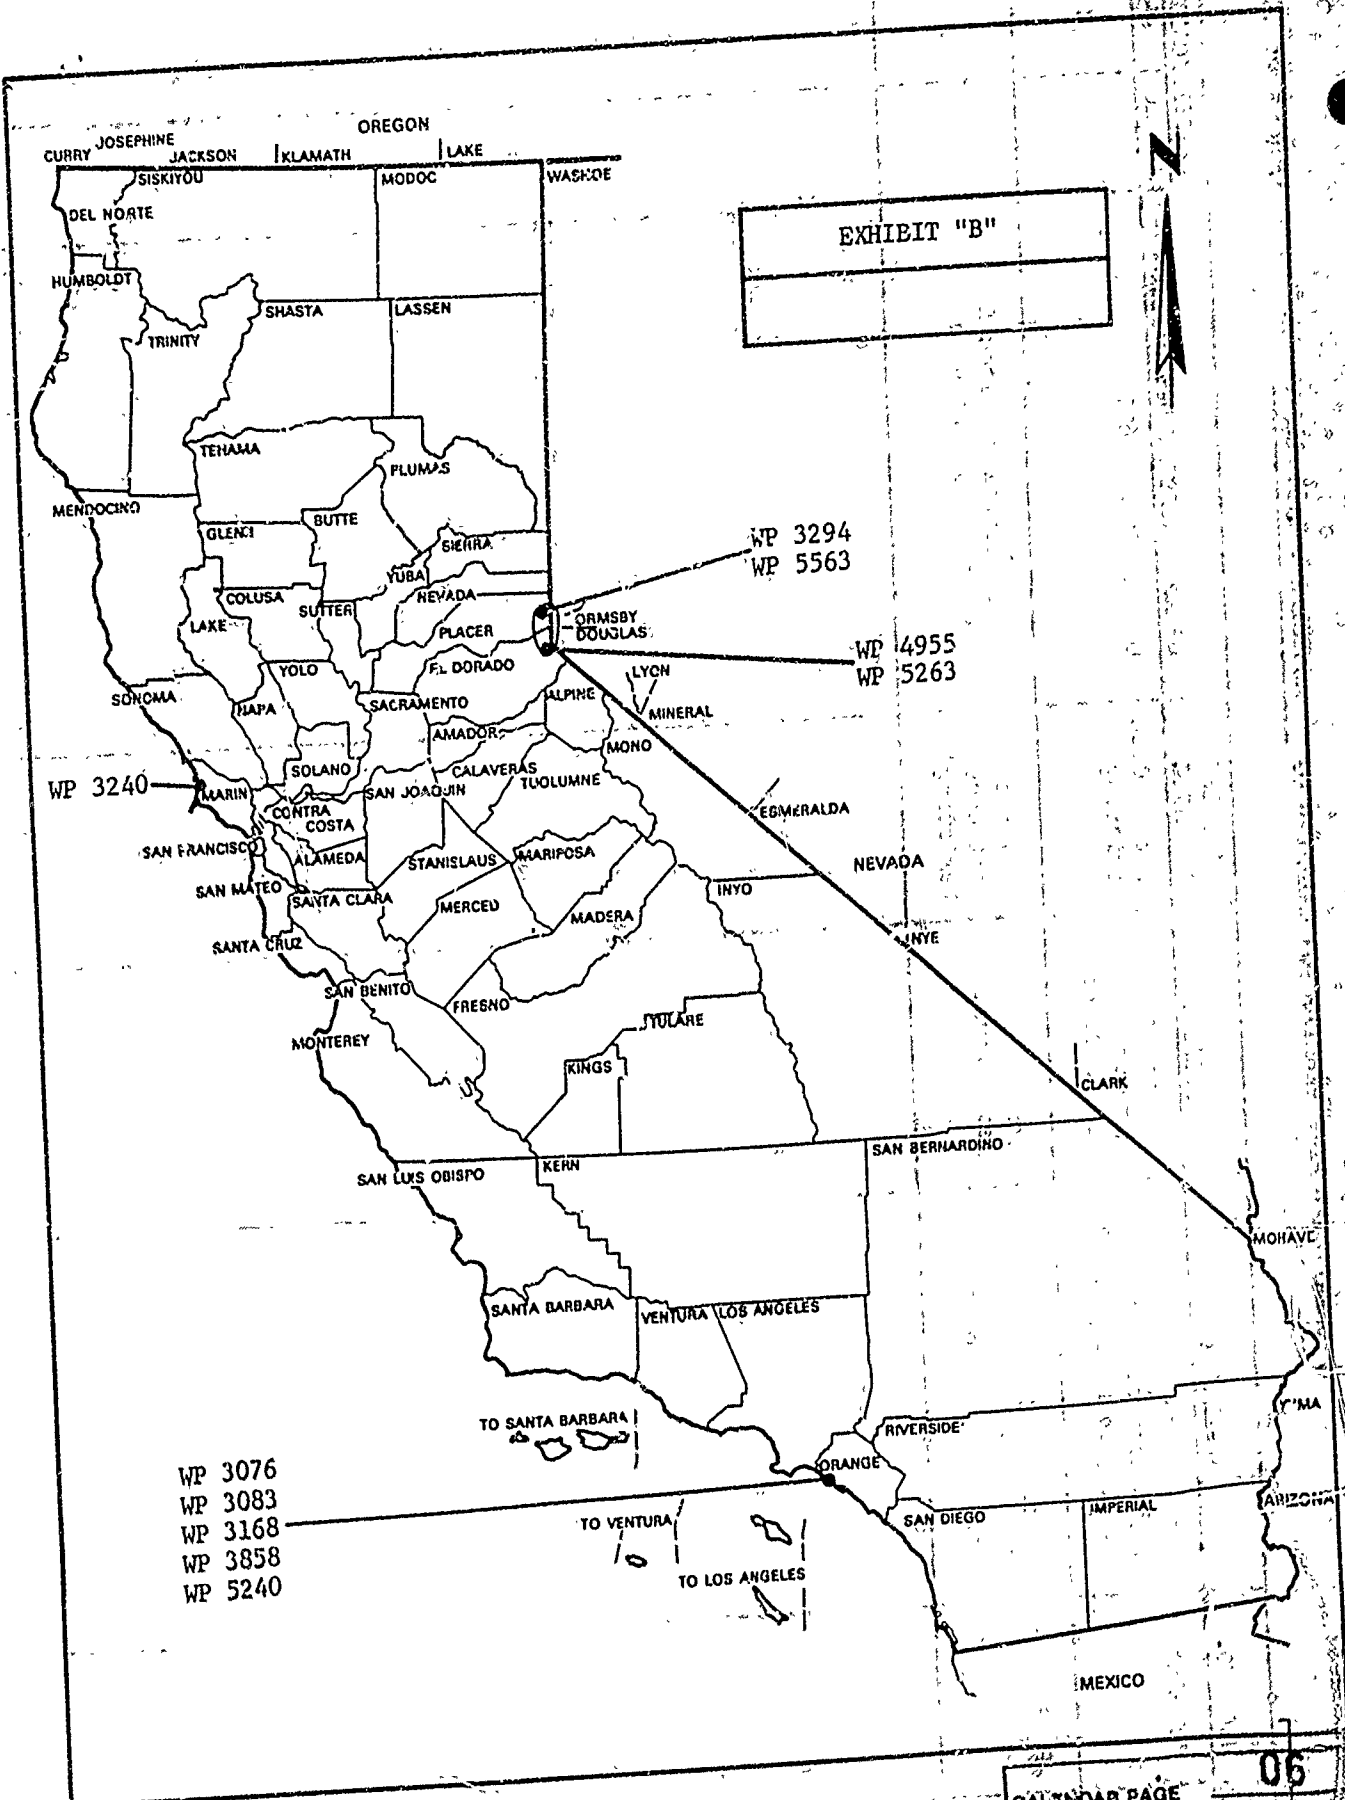 OREGON
JOSEPHINE
CURRY JACKSON KLAMATH LAKE
SISKIYOU MODOC WASHOE
DEL NORTE
EXHIBIT "B"
HUMBOLDT
SHASTA LASSEN
TRINITY
TEHAMA
PLUMAS
MENDOCINO
BUTTE
GLENN
WP 3294
WP 5563
SIERRA
YUBA
NEVADA
COLUSA
SUTTER
LAKE
PLACER
ORMSBY
DOUGLAS
WP 4955
WP 5263
YOLO
EL DORADO
LYON
SONOMA
NAPA
SACRAMENTO
ALPINE
MINERAL
AMADOR
MONO
SOLANO
CALAVERAS
TUOLUMNE
WP 3240
MARIN
SAN JOAQUIN
CONTRA
COSTA
ESMERALDA
SAN FRANCISCO
ALAMEDA
STANISLAUS
MARIPOSA
NEVADA
SAN MATEO
SANTA CLARA
MERCED
MADERA
INYO
SANTA CRUZ
NYE
SAN BENITO
FRESNO
TULARE
MONTEREY
KINGS
CLARK
SAN BERNARDINO
SAN LUIS OBISPO
KERN
MOHAVE
SANTA BARBARA
VENTURA
LOS ANGELES
TO SANTA BARBARA
RIVERSIDE
ORANGE
WP 3076
WP 3083
WP 3168
WP 3858
WP 5240
ARIZONA
IMPERIAL
SAN DIEGO
TO VENTURA
TO LOS ANGELES
MEXICO
06
CALENDAR PAGE